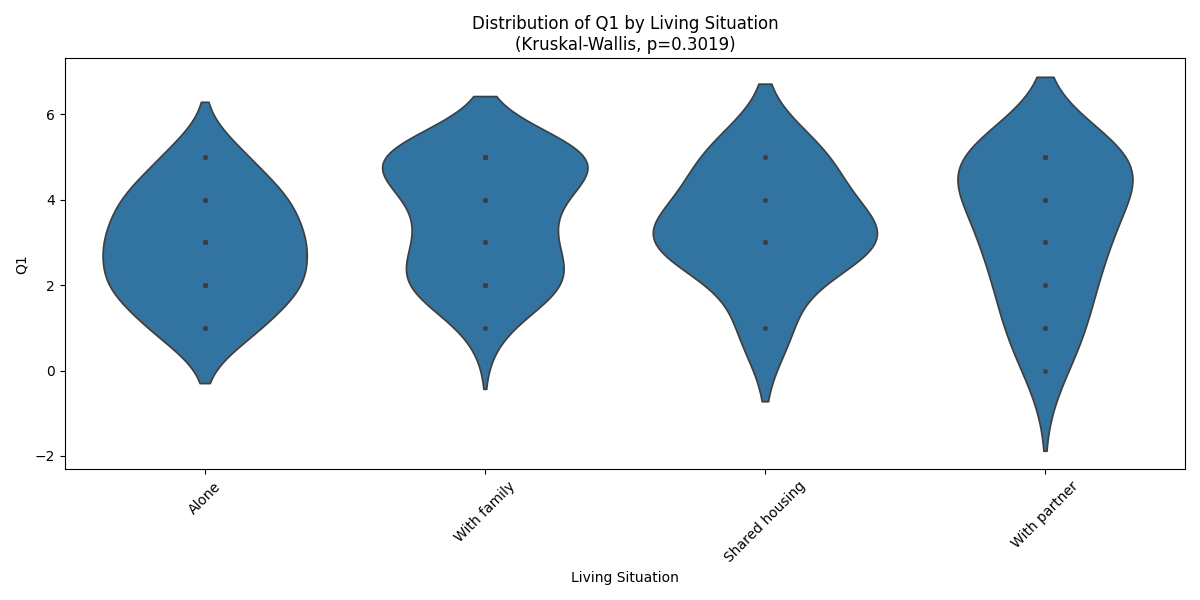 Distribution of Q1 by Living Situation
(Kruskal-Wallis, p=0.3019)
Q1
6
4
2
0
−2
Alone
With family
Shared housing
With partner
Living Situation